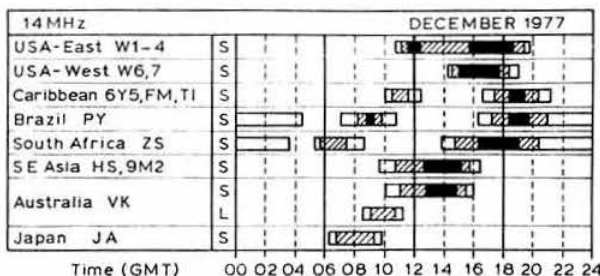 14MHz DECEMBER 1977
USA-East W1-4 S
USA-West W6,7 S
Caribbean 6Y5,FM,TI S
Brazil PY S
South Africa ZS S
SE Asia HS,9M2 S
Australia VK S
L
Japan JA S
Time (GMT) 00 02 04 06 08 10 12 14 16 18 20 22 24